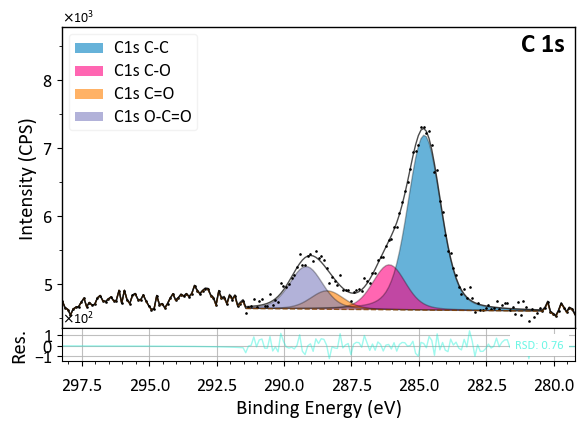 ×10³
C 1s
C1s C-C
C1s C-O
C1s C=O
C1s O-C=O
8
7
6
5
Intensity (CPS)
×10²
1
0
−1
Res.
RSD: 0.76
297.5 295.0 292.5 290.0 287.5 285.0 282.5 280.0
Binding Energy (eV)